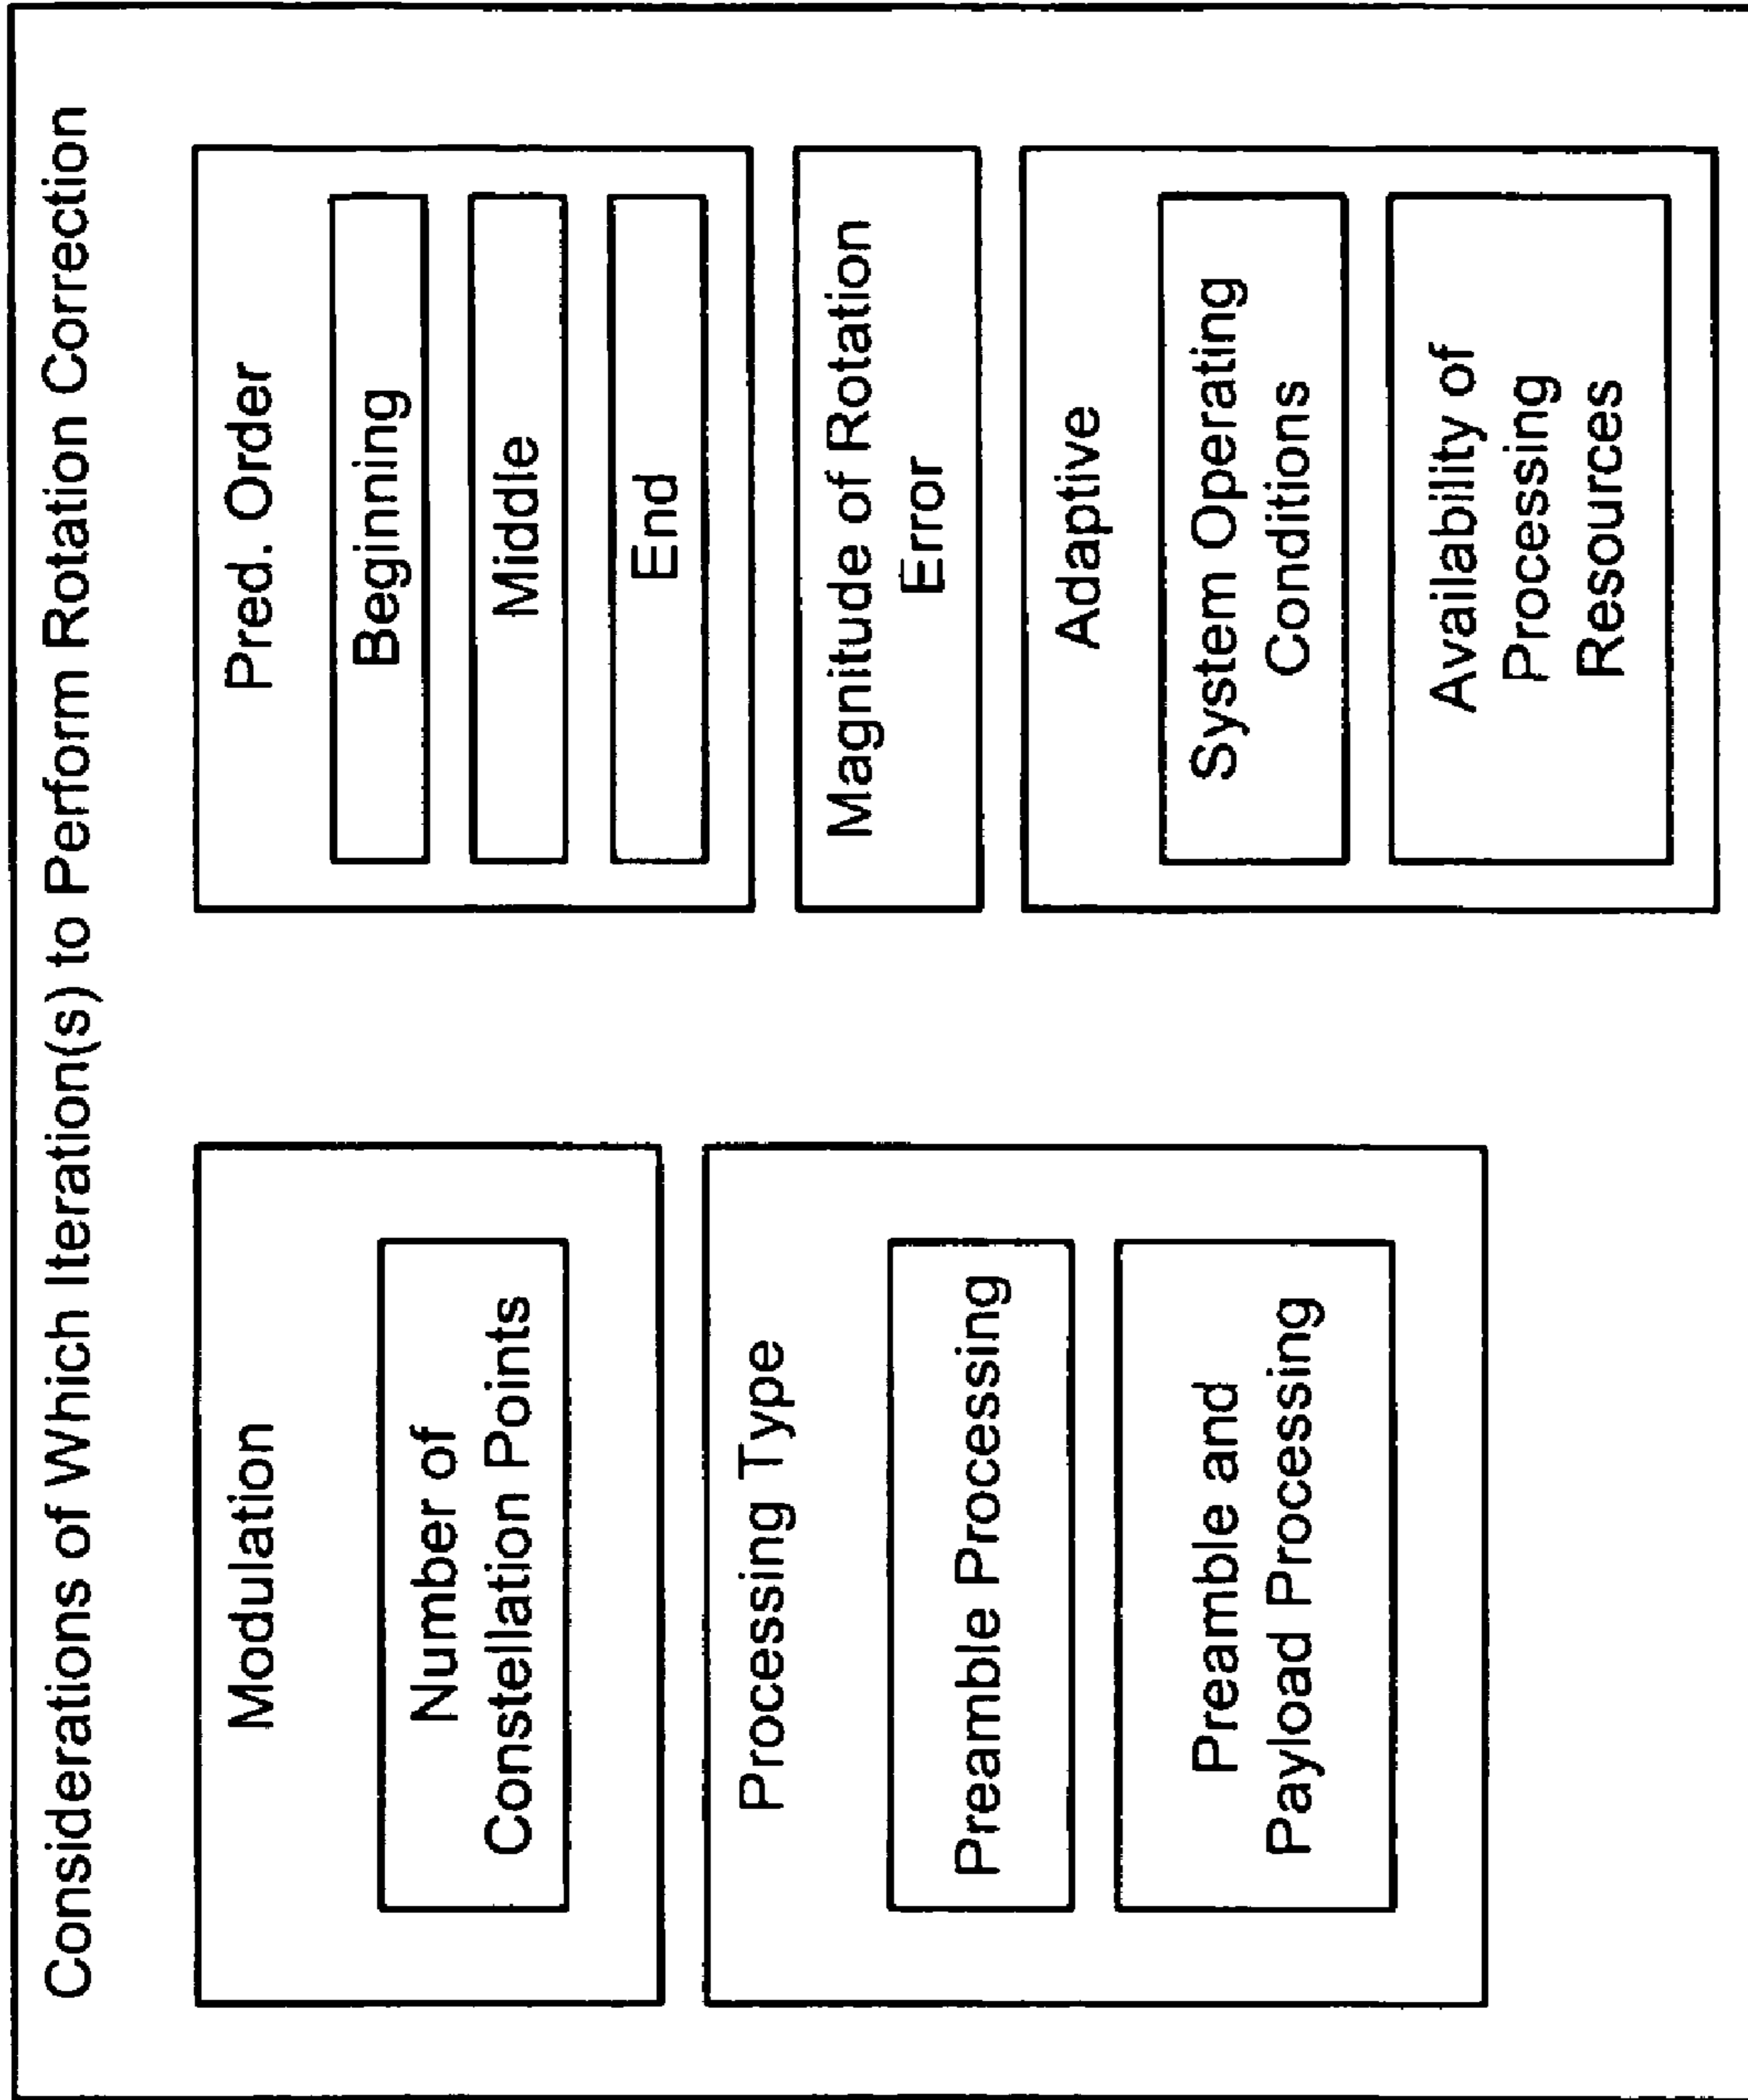 Considerations of Which Iteration(s) to Perform Rotation Correction
Modulation
Number of
Constellation Points
Processing Type
Preamble Processing
Preamble and
Payload Processing
Pred. Order
Beginning
Middle
End
Magnitude of Rotation
Error
Adaptive
System Operating
Conditions
Availability of
Processing
Resources